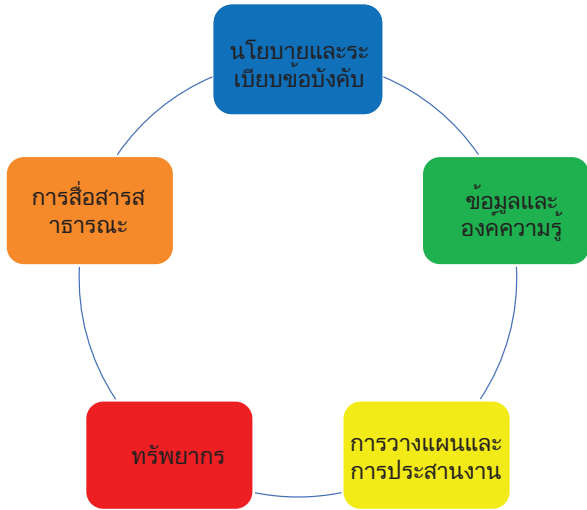 นโยบายและระ
เบียบข้อบังคับ
ข้อมูลและ
องค์ความรู้
การวางแผนและ
การประสานงาน
ทรัพยากร
การสื่อสารส
าธารณะ